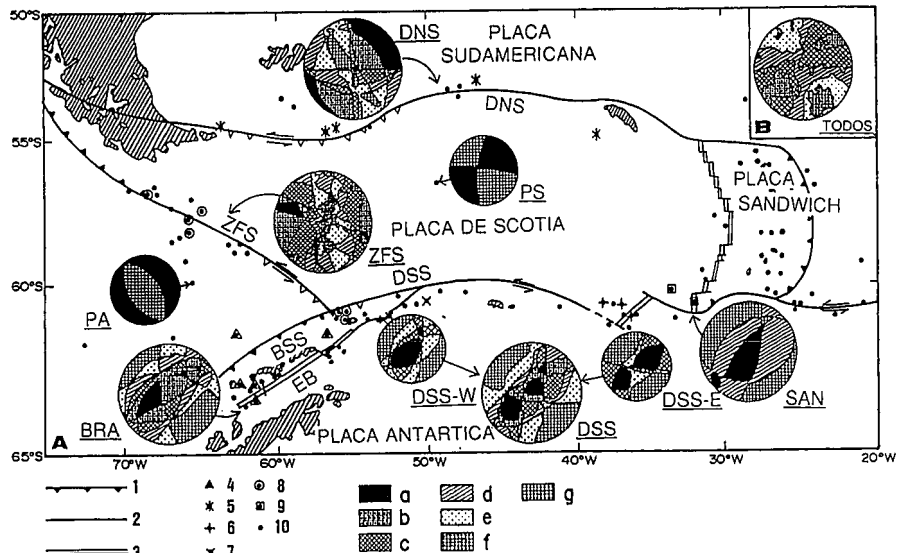 50°S
55°S
60°S
65°S
DNS
PLACA
SUDAMERICANA
DNS
B
TODOS
PLACA
SANDWICH
PS
PLACA DE SCOTIA
ZFS
ZFS
DSS
PA
BSS
EB
BRA
A
PLACA ANTARTICA
DSS-W
DSS
DSS-E
SAN
70°W
60°W
50°W
40°W
30°W
20°W
1
2
3
4
5
6
7
8
9
10
a
b
c
d
e
f
g